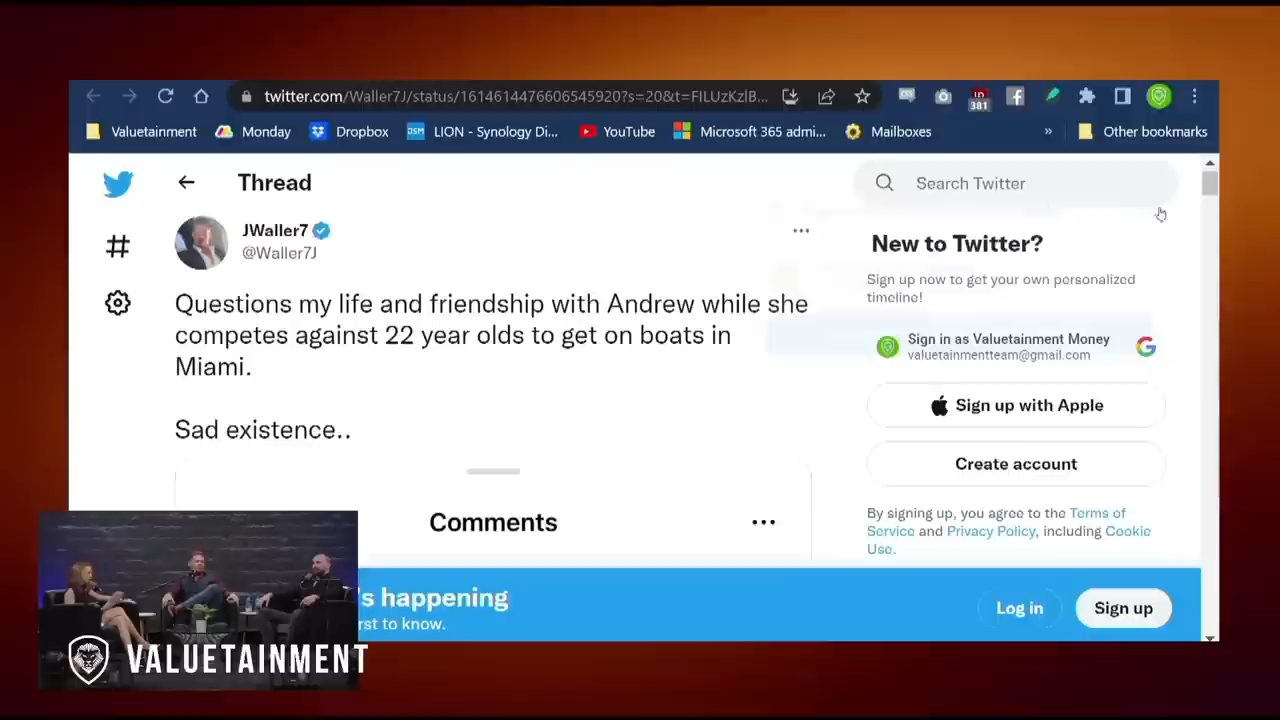 twitter.com/Waller7J/status/1614614476606545920?s=20&t=FILUzKzlB...
381
Valuetainment
Monday
Dropbox
DSM
LION - Synology Di...
YouTube
Microsoft 365 admi...
Mailboxes
»
Other bookmarks
Thread
Search Twitter
JWaller7
@Waller7J
Questions my life and friendship with Andrew while she
competes against 22 year olds to get on boats in
Miami.
Sad existence..
Comments
New to Twitter?
Sign up now to get your own personalized
timeline!
Sign in as Valuetainment Money
valuetainmentteam@gmail.com
Sign up with Apple
Create account
By signing up, you agree to the Terms of
Service and Privacy Policy, including Cookie
Use.
's happening
rst to know.
Log in
Sign up
VALUETAINMENT